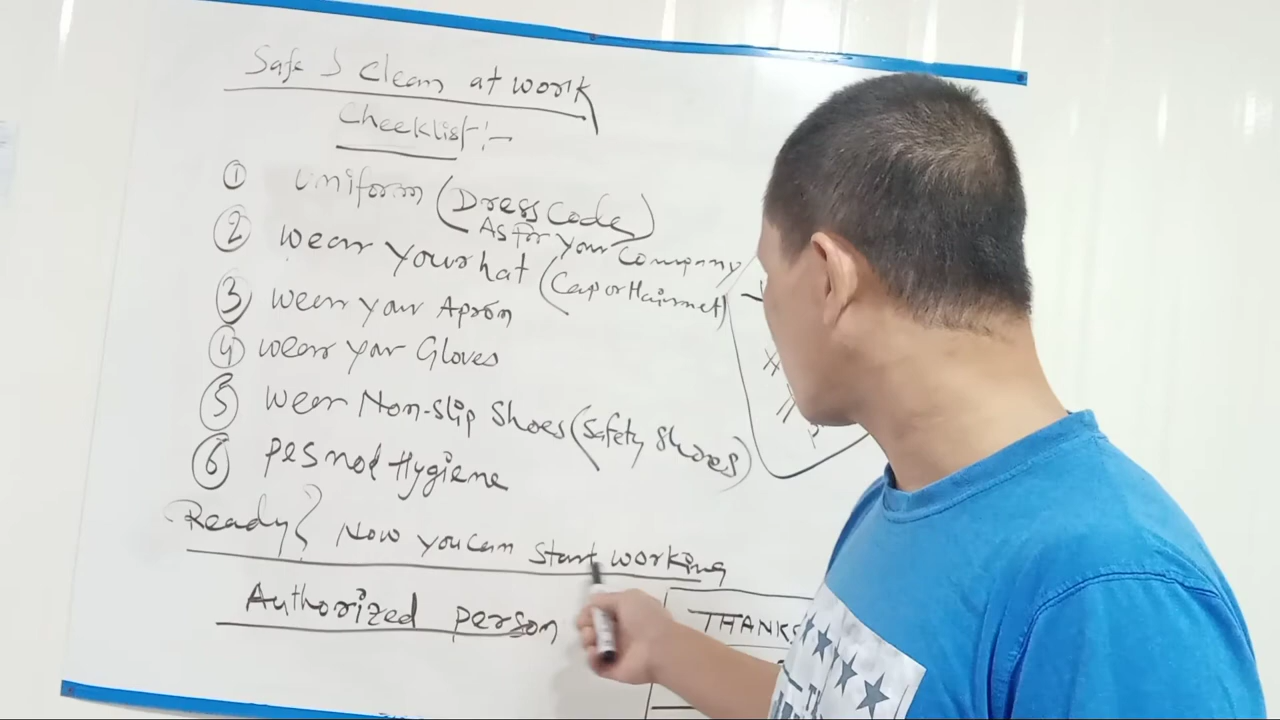 Safe & Clean at work
Checklist:-
① Uniform (Dress Code)
As Per your Company
② Wear your hat (Cap or Hairnet)
③ Wear your Apron
④ Wear your Gloves
⑤ Wear Non-slip Shoes (Safety Shoes)
⑥ Pesnol Hygiene
Ready? Now you can start working
Authorized person
THANKS